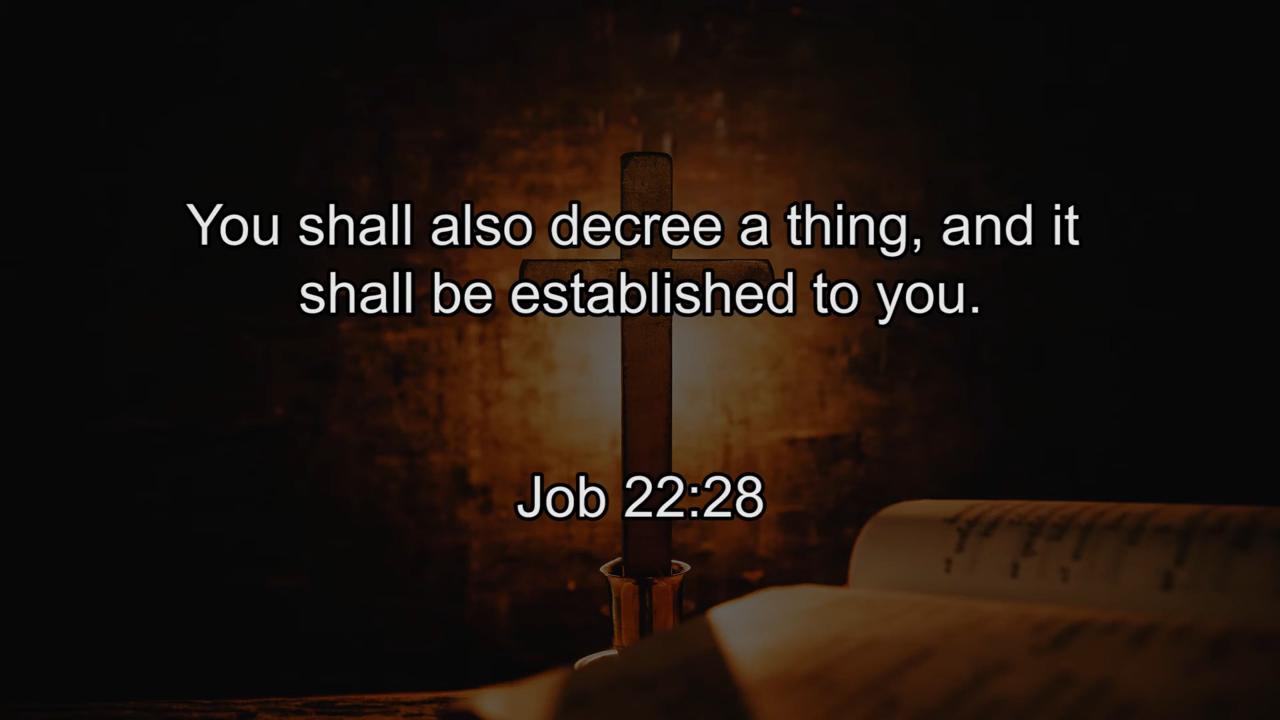 You shall also decree a thing, and it
shall be established to you.
Job 22:28